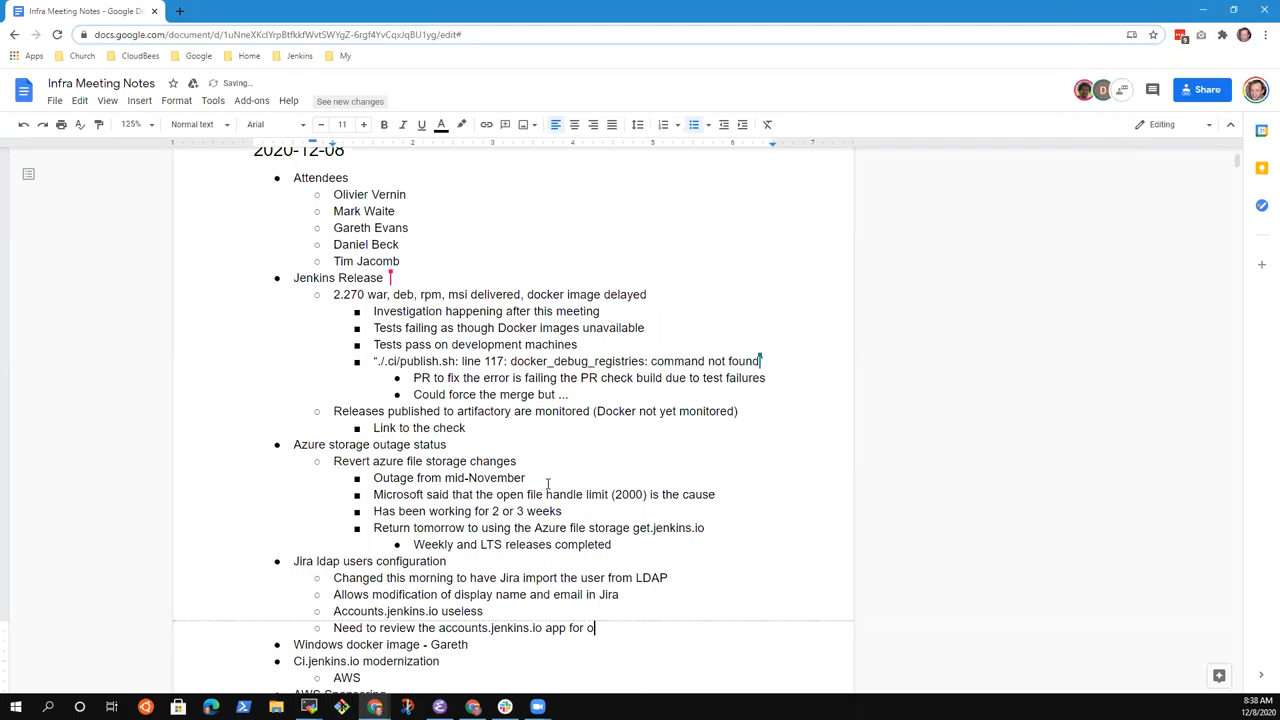 Infra Meeting Notes - Google Do
docs.google.com/document/d/1uNneXKclYrpBtfkkfWvtSWYgZ-6rgf4YvCqxJqBU1yg/edit#
Apps Church CloudBees Google Home Jenkins My
Infra Meeting Notes Saving...
File Edit View Insert Format Tools Add-ons Help See new changes
Share
125% Normal text Arial 11 Editing
1 1 2 3 4 5 6 7
2020-12-08
Attendees
Olivier Vernin
Mark Waite
Gareth Evans
Daniel Beck
Tim Jacomb
Jenkins Release
2.270 war, deb, rpm, msi delivered, docker image delayed
Investigation happening after this meeting
Tests failing as though Docker images unavailable
Tests pass on development machines
“./.ci/publish.sh: line 117: docker_debug_registries: command not found
PR to fix the error is failing the PR check build due to test failures
Could force the merge but ...
Releases published to artifactory are monitored (Docker not yet monitored)
Link to the check
Azure storage outage status
Revert azure file storage changes
Outage from mid-November
Microsoft said that the open file handle limit (2000) is the cause
Has been working for 2 or 3 weeks
Return tomorrow to using the Azure file storage get.jenkins.io
Weekly and LTS releases completed
Jira ldap users configuration
Changed this morning to have Jira import the user from LDAP
Allows modification of display name and email in Jira
Accounts.jenkins.io useless
Need to review the accounts.jenkins.io app for o
Windows docker image - Gareth
Ci.jenkins.io modernization
AWS
AWS Sponsoring
8:38 AM
12/8/2020